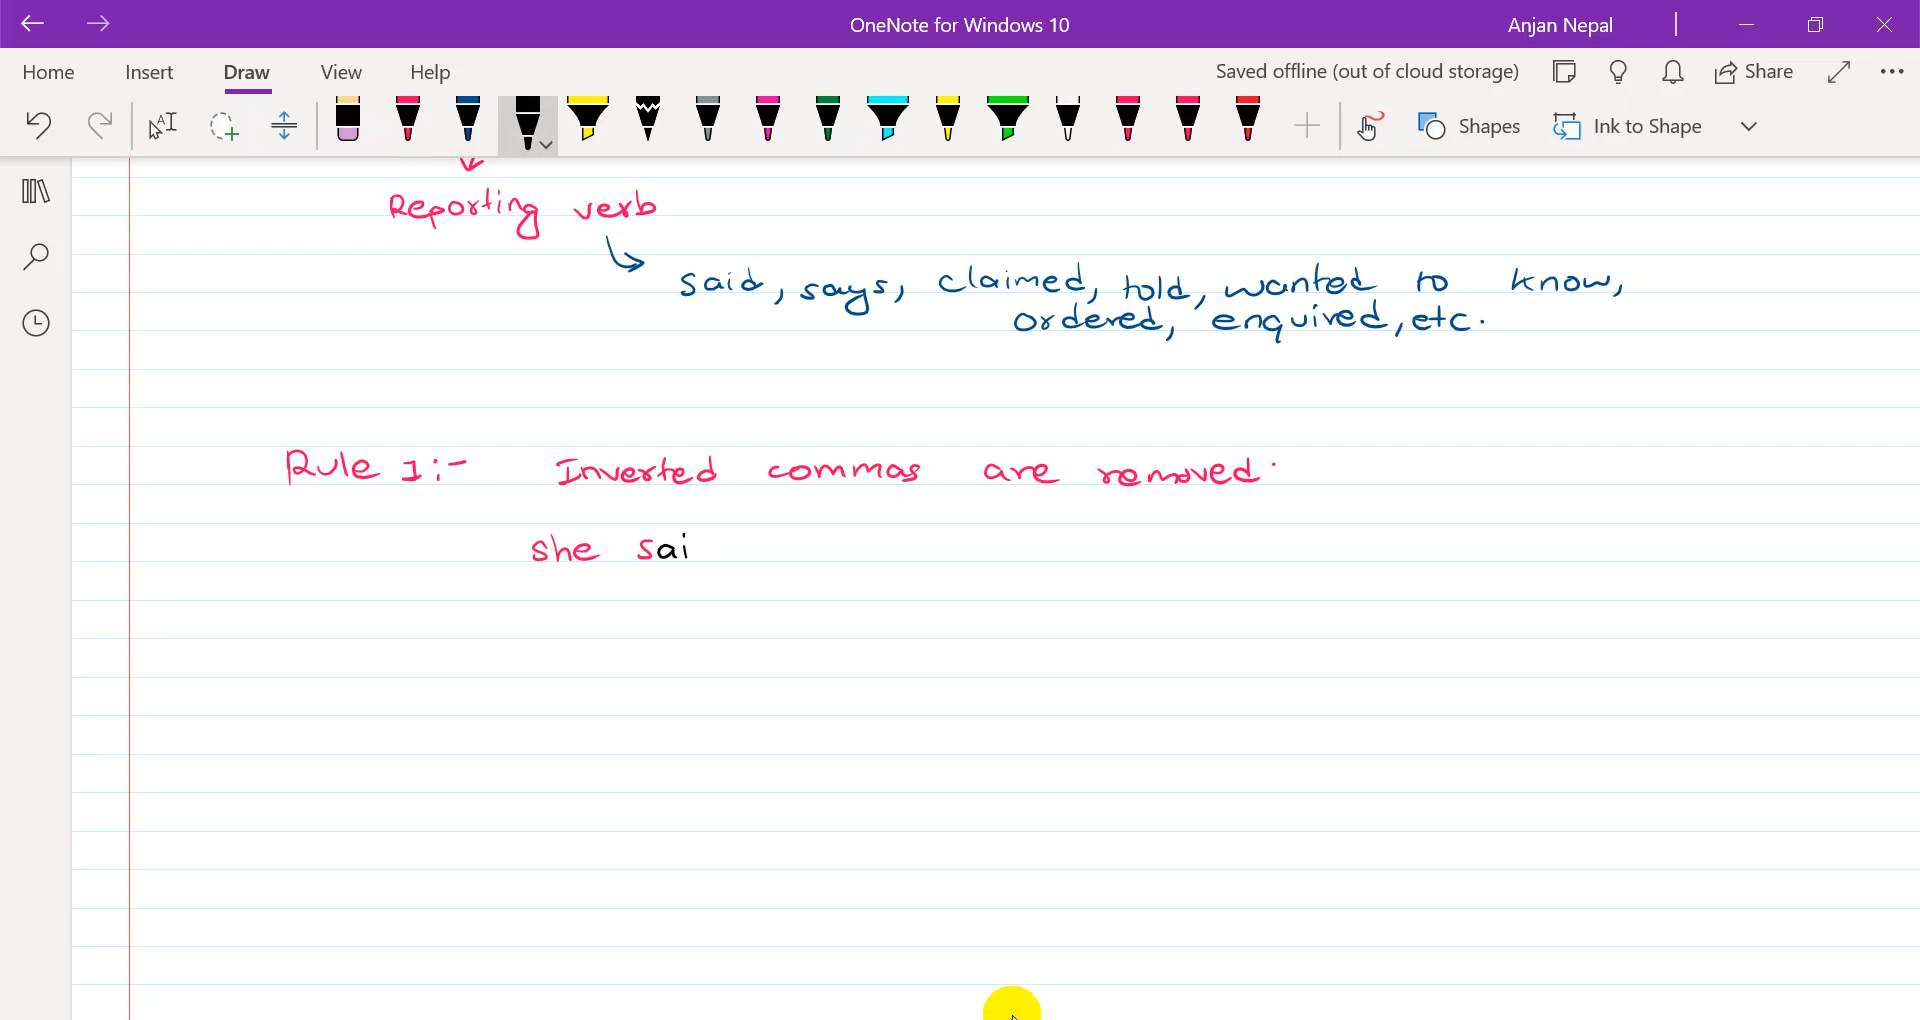 OneNote for Windows 10
Anjan Nepal
Home Insert Draw View Help
Saved offline (out of cloud storage)
Share
Shapes
Ink to Shape
Reporting verb
said, says, claimed, told, wanted to know,
ordered, enquired, etc.
Rule 1:- Inverted commas are removed.
she sai